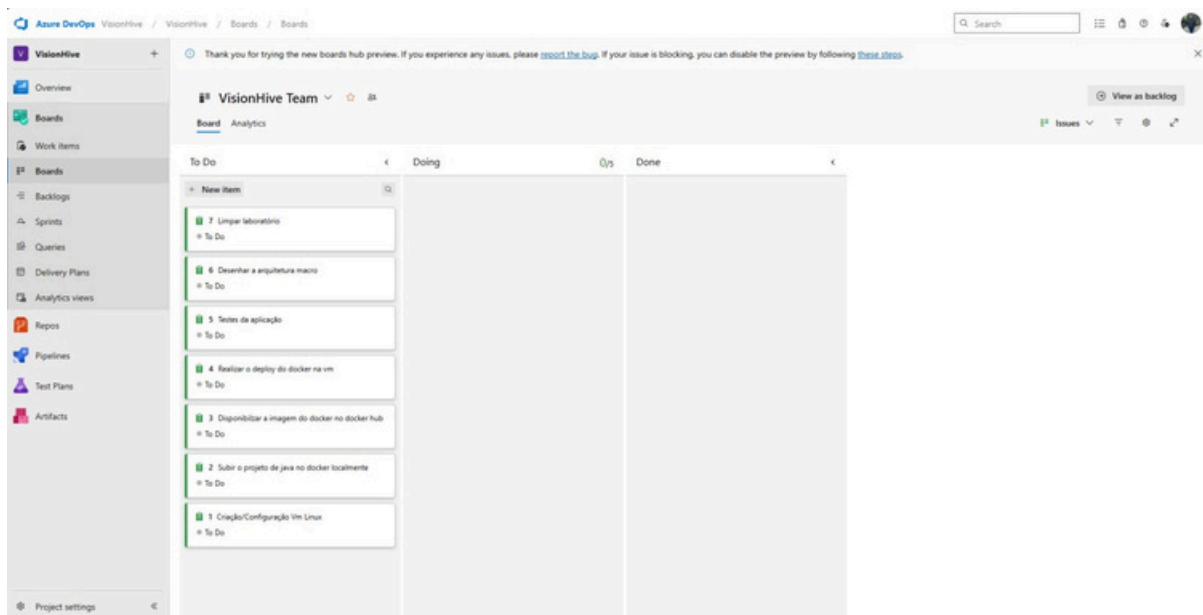 Azure DevOps VisionHive / VisionHive / Boards / Boards
Search
V VisionHive +
Thank you for trying the new boards hub preview. If you experience any issues, please report the bug. If your issue is blocking, you can disable the preview by following these steps.
Overview
Boards
Work items
Boards
Backlogs
Sprints
Queries
Delivery Plans
Analytics views
Repos
Pipelines
Test Plans
Artifacts
Project settings
VisionHive Team
View as backlog
Board Analytics
Issues
To Do
Doing 0/5
Done
+ New item
7 Limpar laboratório
To Do
6 Desenhar a arquitetura macro
To Do
5 Testes da aplicação
To Do
4 Realizar o deploy do docker na vm
To Do
3 Disponibilzar a imagem do docker no docker hub
To Do
2 Subir o projeto de java no docker localmente
To Do
1 Criação/Configuração Vm Linux
To Do